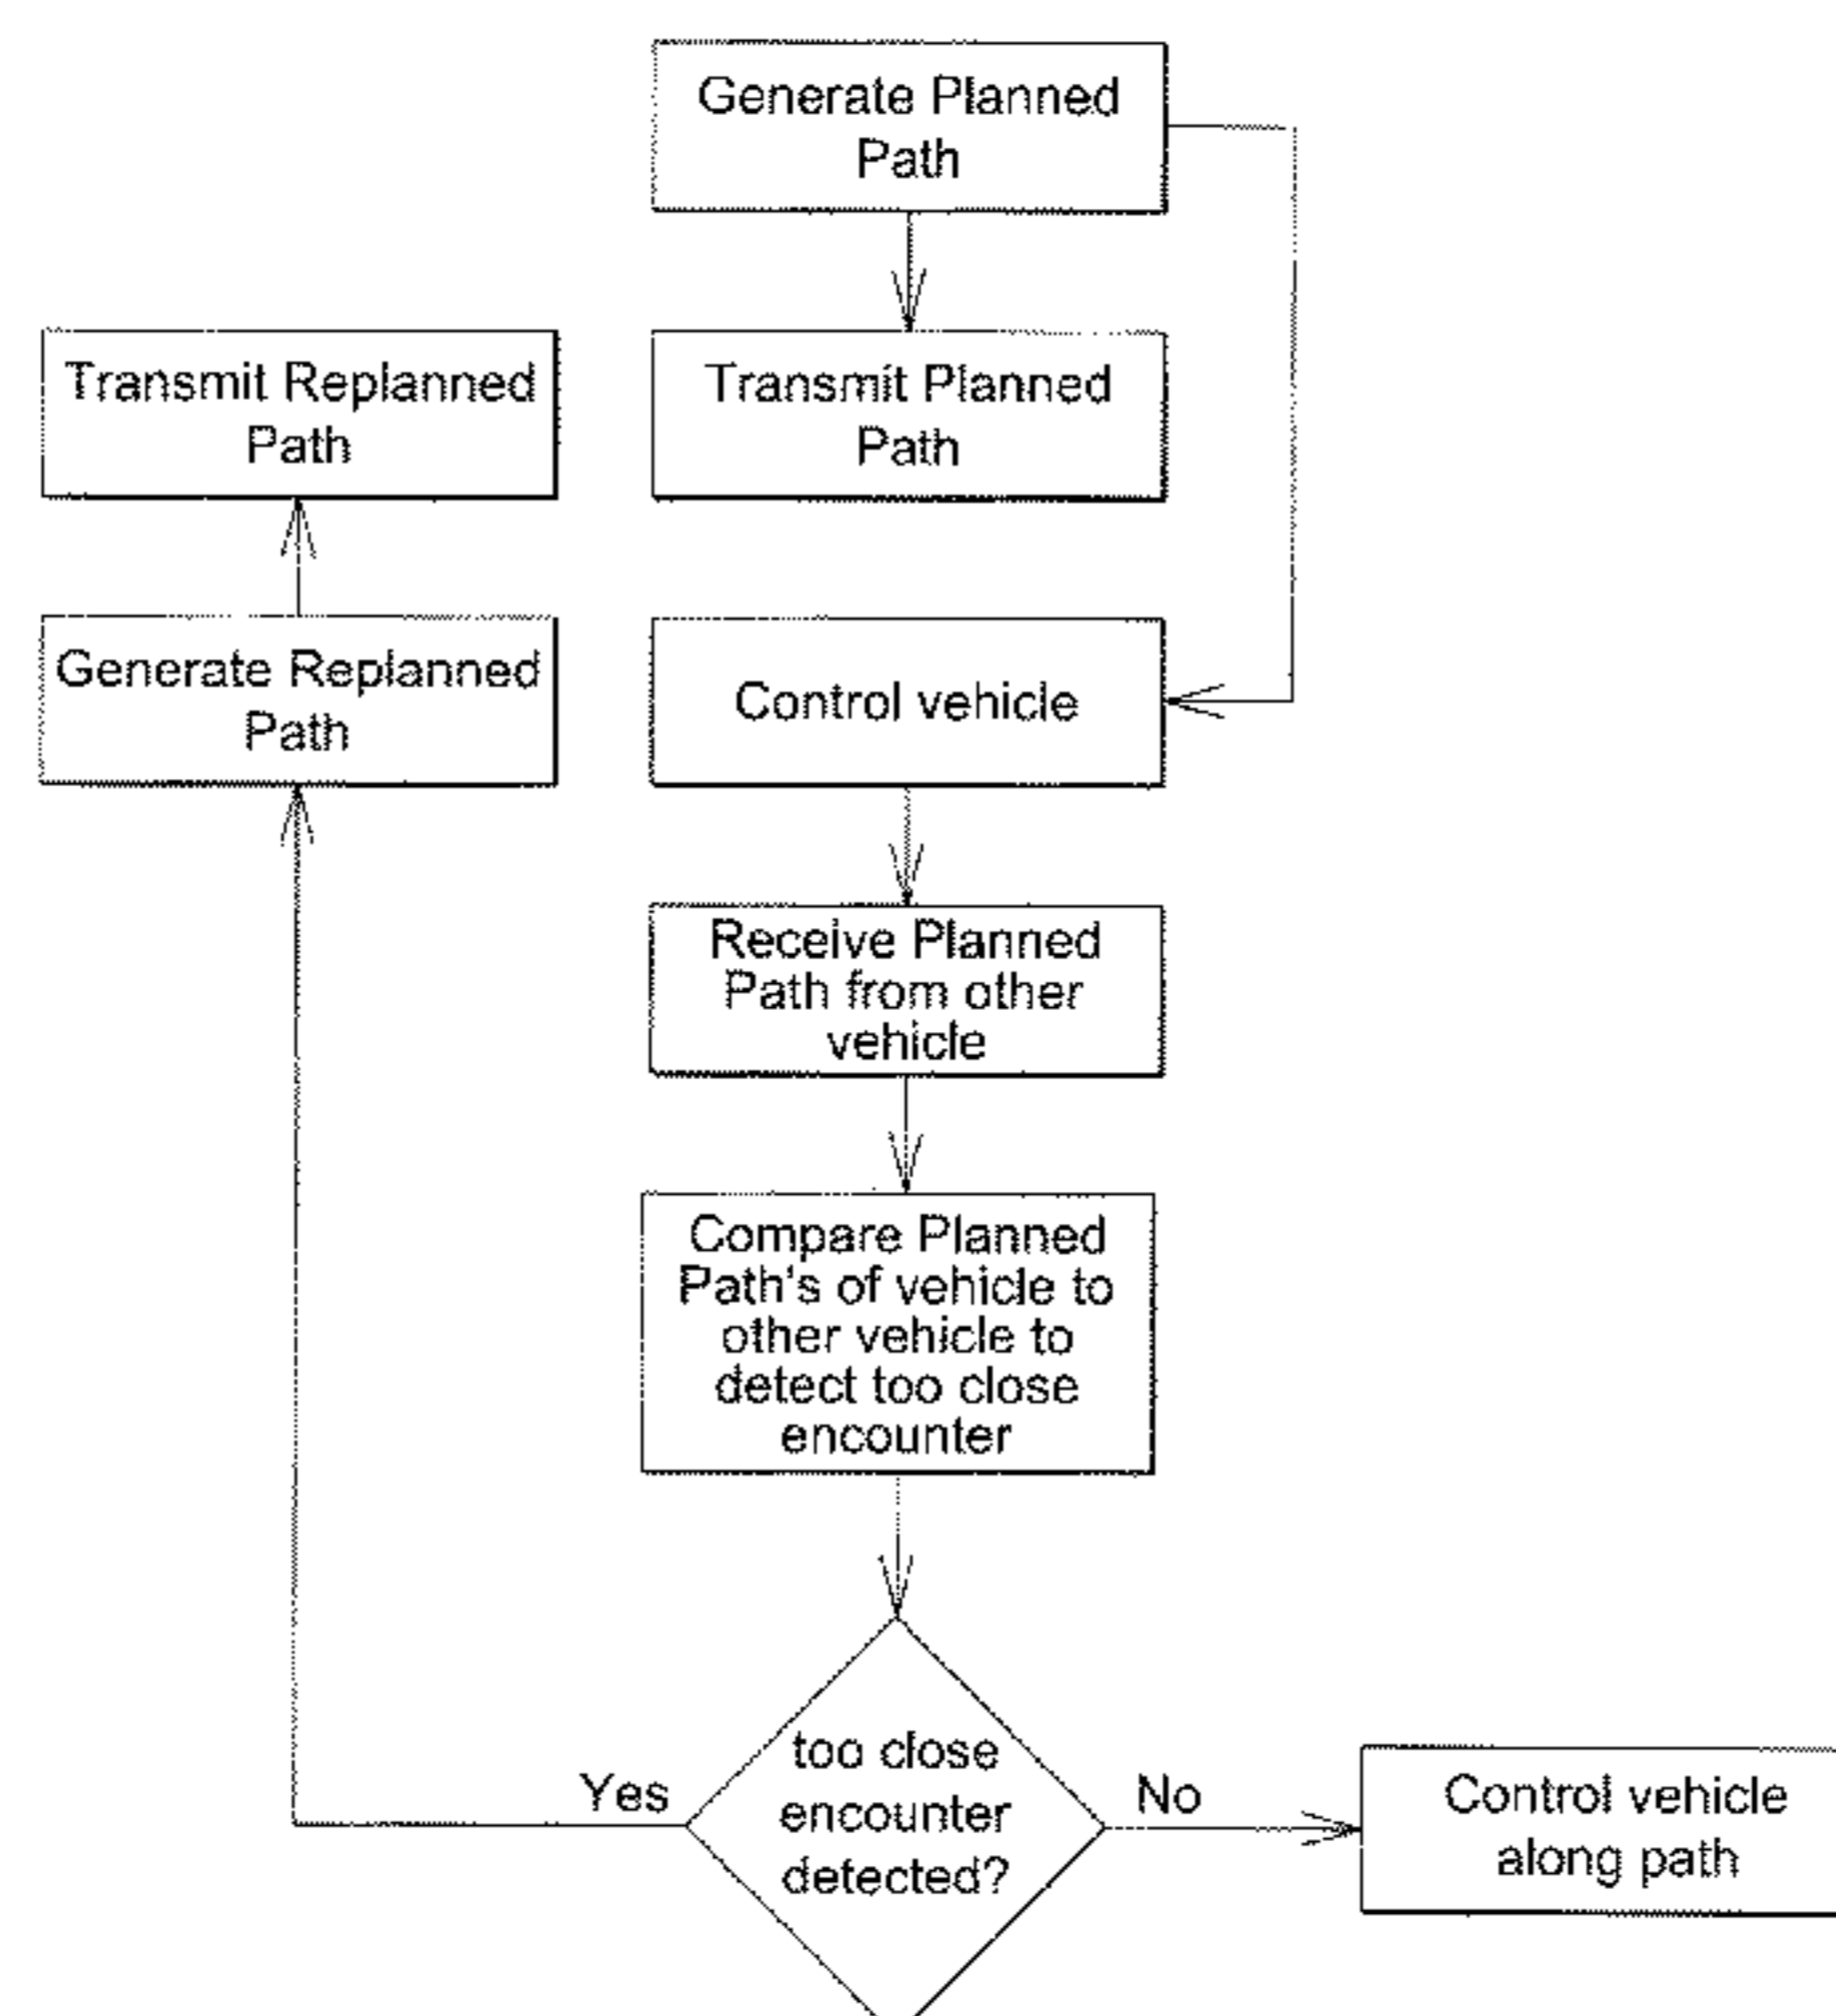 Generate Planned
Path
Transmit Replanned
Path
Transmit Planned
Path
Generate Replanned
Path
Control vehicle
Receive Planned
Path from other
vehicle
Compare Planned
Path's of vehicle to
other vehicle to
detect too close
encounter
too close
encounter
detected?
Yes
No
Control vehicle
along path